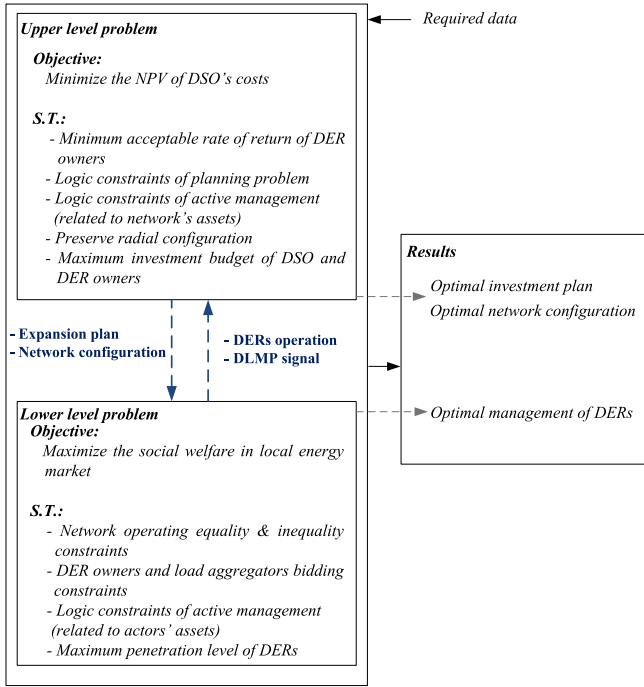 Required data
Upper level problem
Objective:
Minimize the NPV of DSO's costs
S.T.:
- Minimum acceptable rate of return of DER
owners
- Logic constraints of planning problem
- Logic constraints of active management
(related to network's assets)
- Preserve radial configuration
- Maximum investment budget of DSO and
DER owners
- Expansion plan
- Network configuration
- DERs operation
- DLMP signal
Lower level problem
Objective:
Maximize the social welfare in local energy
market
S.T.:
- Network operating equality & inequality
constraints
- DER owners and load aggregators bidding
constraints
- Logic constraints of active management
(related to actors' assets)
- Maximum penetration level of DERs
Results
Optimal investment plan
Optimal network configuration
Optimal management of DERs